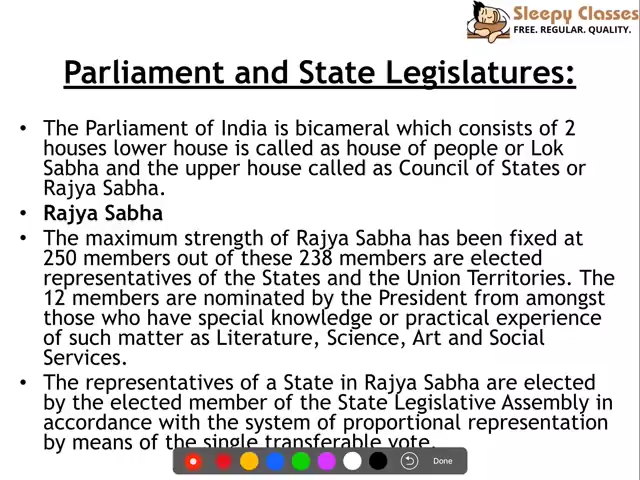 Sleepy Classes
FREE. REGULAR. QUALITY.
Parliament and State Legislatures:
• The Parliament of India is bicameral which consists of 2
houses lower house is called as house of people or Lok
Sabha and the upper house called as Council of States or
Rajya Sabha.
• Rajya Sabha
• The maximum strength of Rajya Sabha has been fixed at
250 members out of these 238 members are elected
representatives of the States and the Union Territories. The
12 members are nominated by the President from amongst
those who have special knowledge or practical experience
of such matter as Literature, Science, Art and Social
Services.
• The representatives of a State in Rajya Sabha are elected
by the elected member of the State Legislative Assembly in
accordance with the system of proportional representation
by means of the single transferable vote.
Done